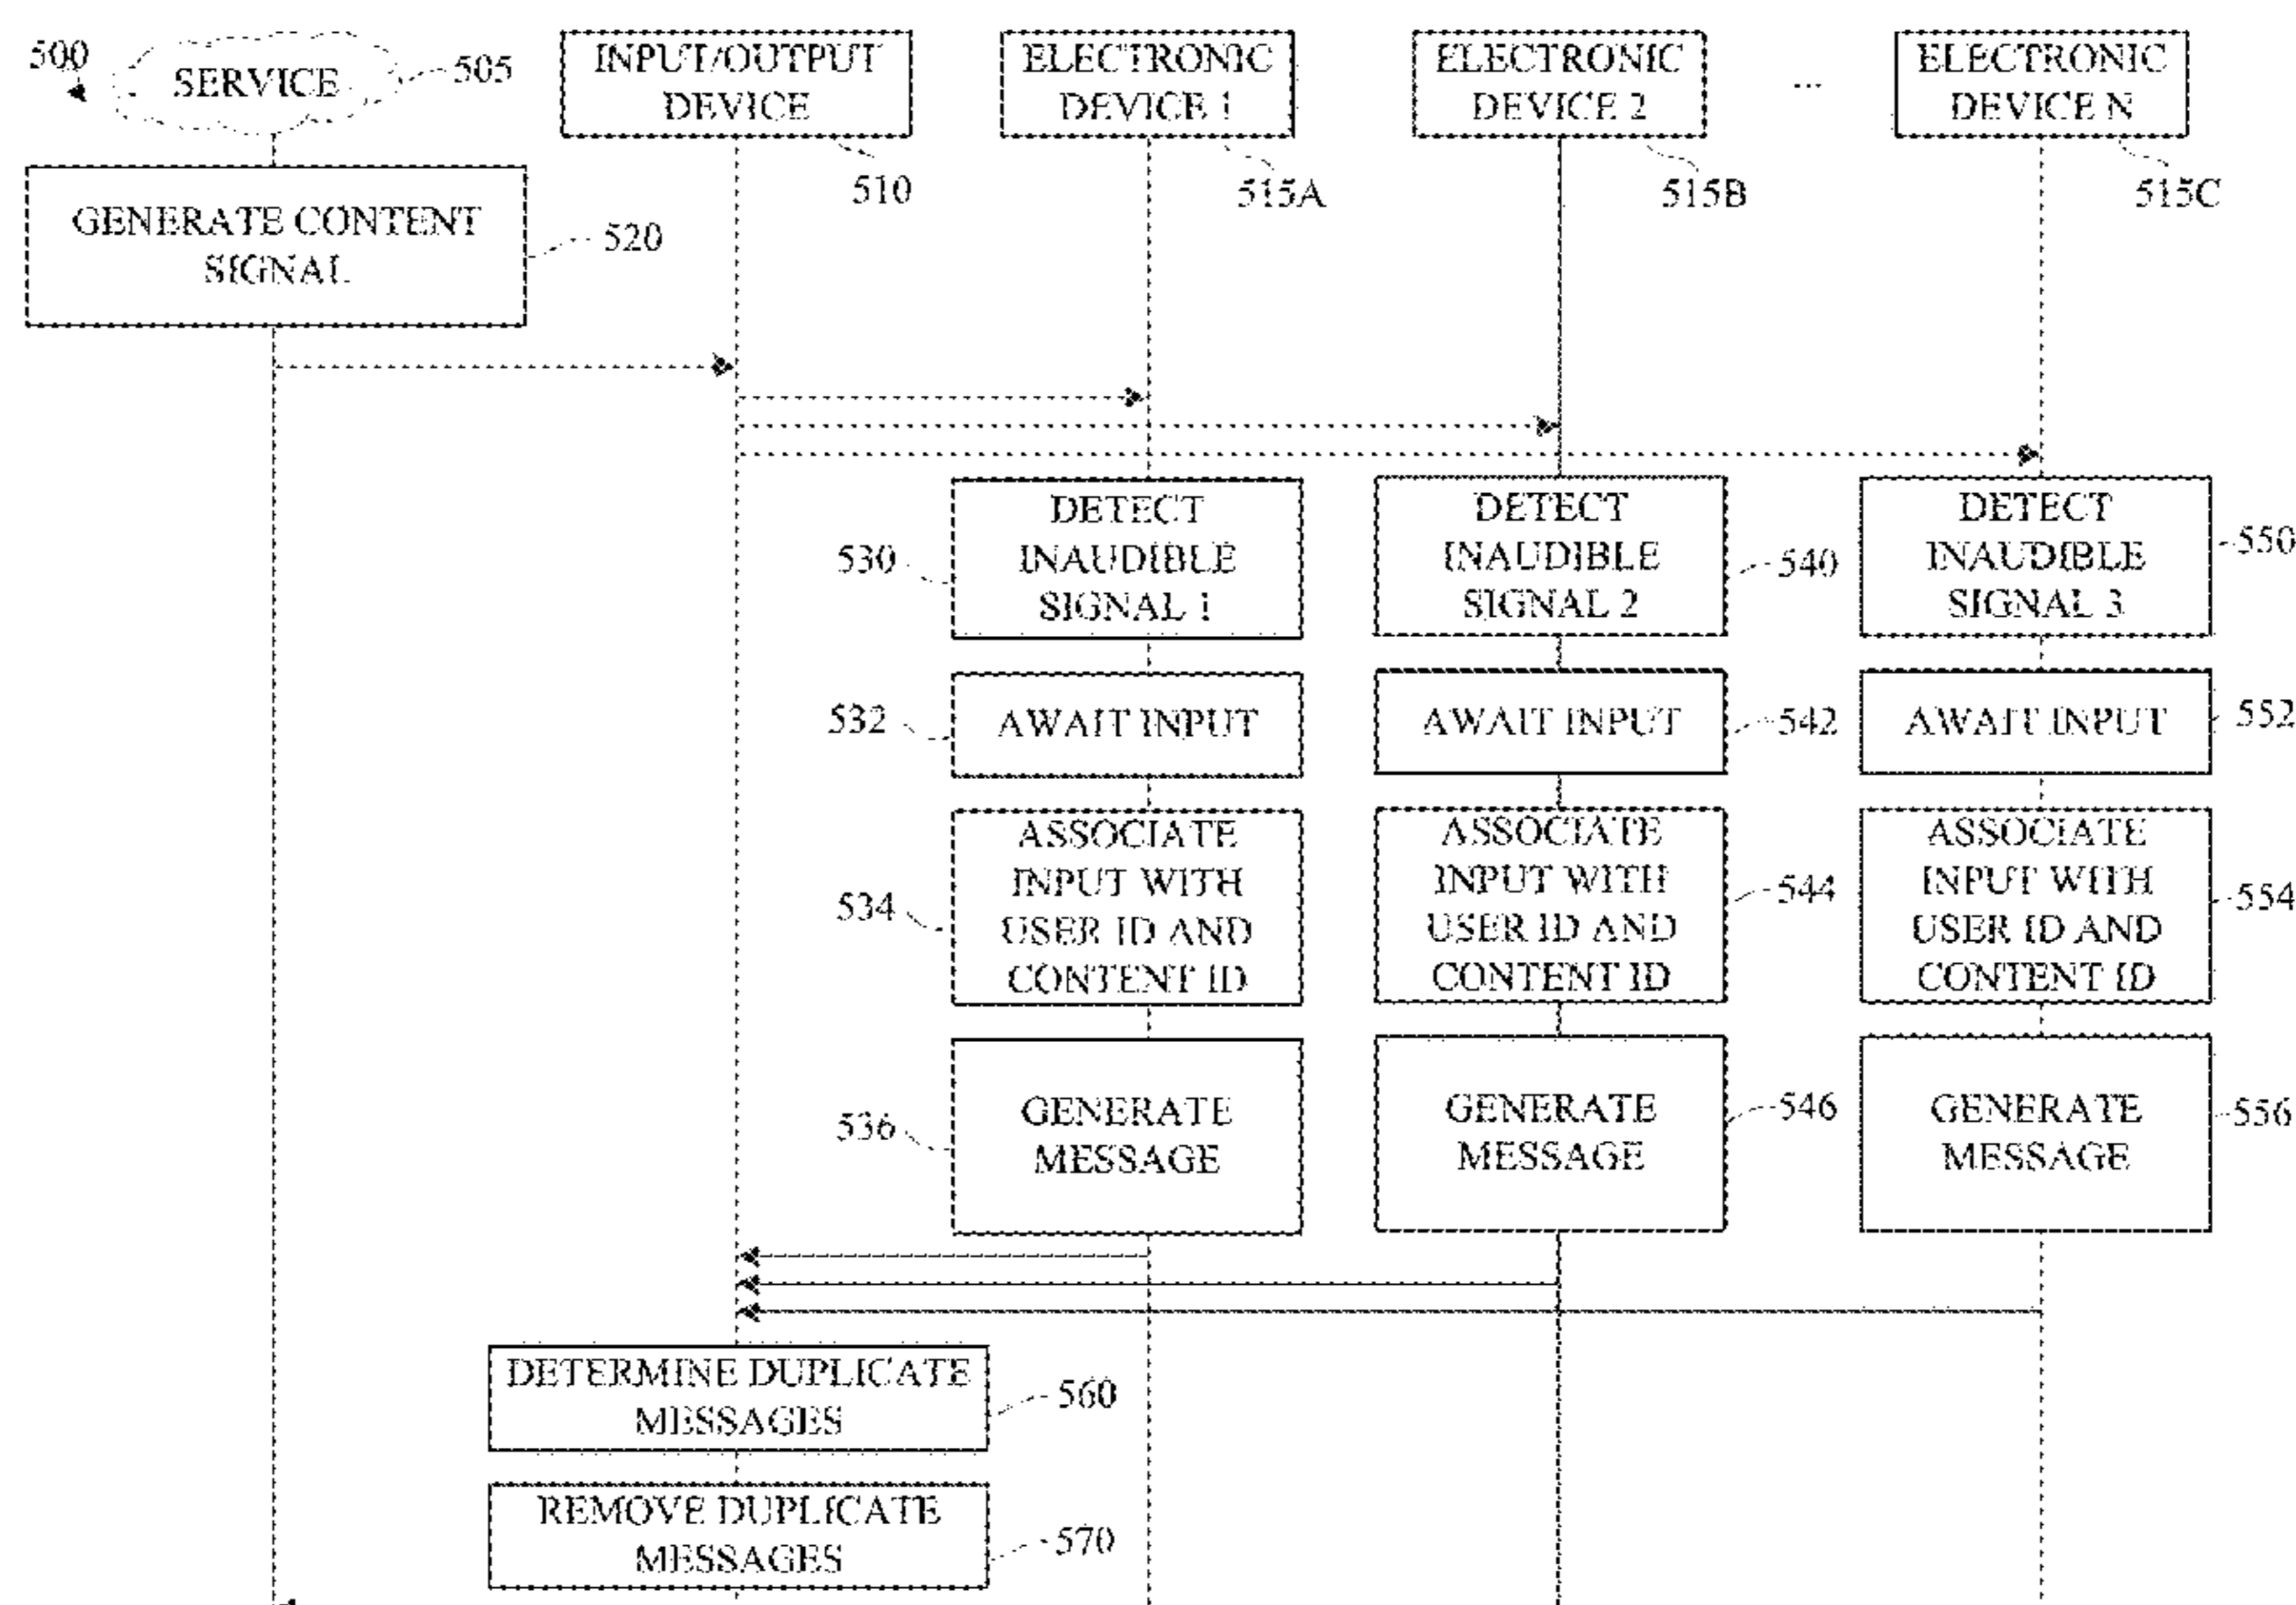 500
SERVICE
505
INPUT/OUTPUT
DEVICE
510
ELECTRONIC
DEVICE 1
515A
ELECTRONIC
DEVICE 2
515B
...
ELECTRONIC
DEVICE N
515C
GENERATE CONTENT
SIGNAL
520
530
DETECT
INAUDIBLE
SIGNAL 1
DETECT
INAUDIBLE
SIGNAL 2
540
DETECT
INAUDIBLE
SIGNAL 3
550
532
AWAIT INPUT
AWAIT INPUT
542
AWAIT INPUT
552
534
ASSOCIATE
INPUT WITH
USER ID AND
CONTENT ID
ASSOCIATE
INPUT WITH
USER ID AND
CONTENT ID
544
ASSOCIATE
INPUT WITH
USER ID AND
CONTENT ID
554
536
GENERATE
MESSAGE
GENERATE
MESSAGE
546
GENERATE
MESSAGE
556
DETERMINE DUPLICATE
MESSAGES
560
REMOVE DUPLICATE
MESSAGES
570